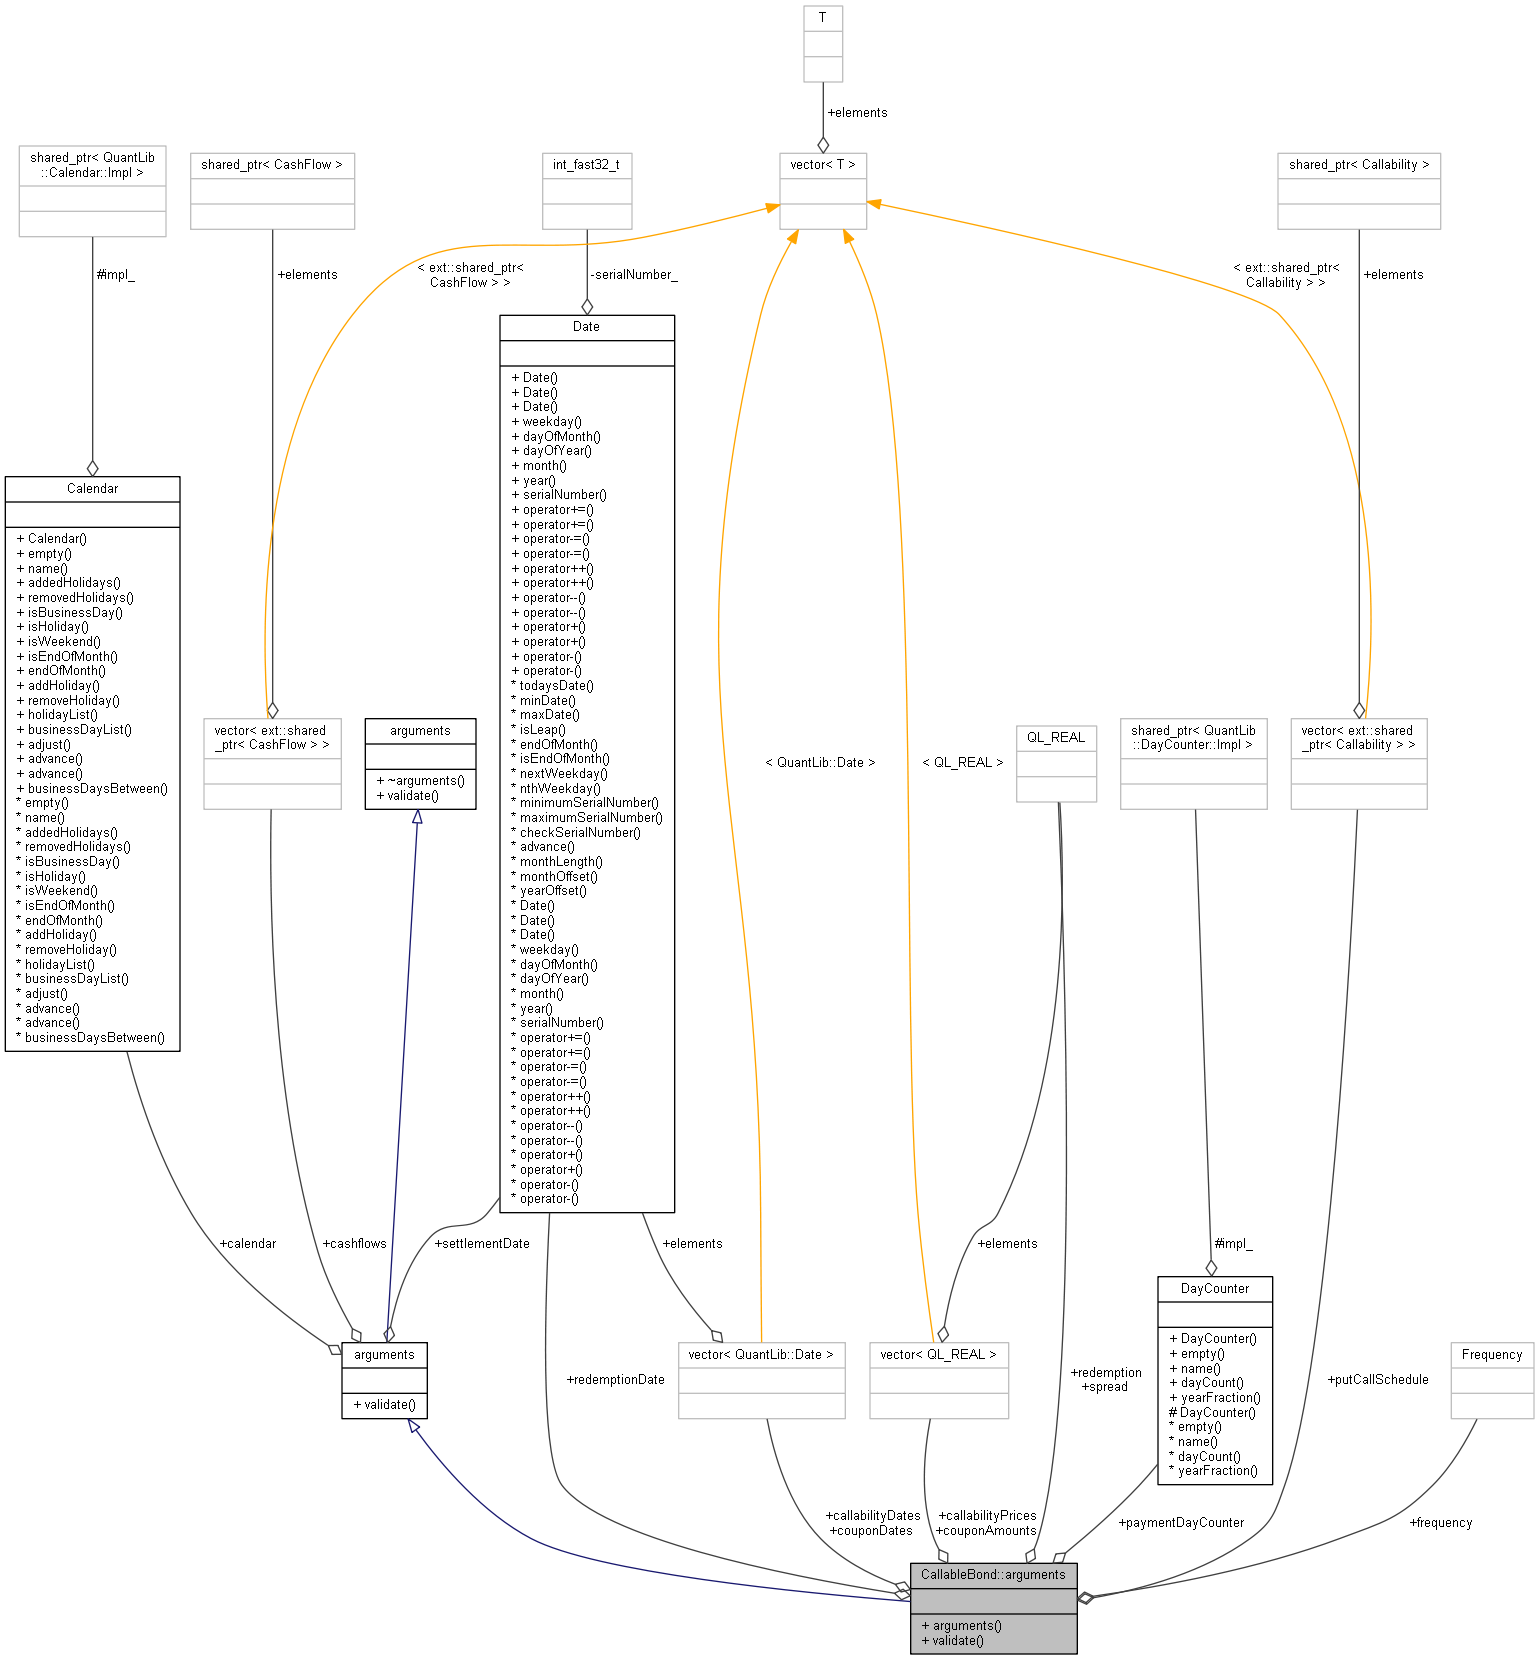 T
+elements
shared_ptr< QuantLib
::Calendar::Impl >
shared_ptr< CashFlow >
int_fast32_t
vector< T >
shared_ptr< Callability >
#impl_
+elements
< ext::shared_ptr<
CashFlow > >
-serialNumber_
< ext::shared_ptr<
Callability > >
+elements
Date
+ Date()
+ Date()
+ Date()
+ weekday()
+ dayOfMonth()
+ dayOfYear()
+ month()
+ year()
+ serialNumber()
+ operator+=()
+ operator+=()
+ operator-=()
+ operator-=()
+ operator++()
+ operator++()
+ operator--()
+ operator--()
+ operator+()
+ operator+()
+ operator-()
+ operator-()
* todaysDate()
* minDate()
* maxDate()
* isLeap()
* endOfMonth()
* isEndOfMonth()
* nextWeekday()
* nthWeekday()
* minimumSerialNumber()
* maximumSerialNumber()
* checkSerialNumber()
* advance()
* monthLength()
* monthOffset()
* yearOffset()
* Date()
* Date()
* Date()
* weekday()
* dayOfMonth()
* dayOfYear()
* month()
* year()
* serialNumber()
* operator+=()
* operator+=()
* operator-=()
* operator-=()
* operator++()
* operator++()
* operator--()
* operator--()
* operator+()
* operator+()
* operator-()
* operator-()
Calendar
+ Calendar()
+ empty()
+ name()
+ addedHolidays()
+ removedHolidays()
+ isBusinessDay()
+ isHoliday()
+ isWeekend()
+ isEndOfMonth()
+ endOfMonth()
+ addHoliday()
+ removeHoliday()
+ holidayList()
+ businessDayList()
+ adjust()
+ advance()
+ advance()
+ businessDaysBetween()
* empty()
* name()
* addedHolidays()
* removedHolidays()
* isBusinessDay()
* isHoliday()
* isWeekend()
* isEndOfMonth()
* endOfMonth()
* addHoliday()
* removeHoliday()
* holidayList()
* businessDayList()
* adjust()
* advance()
* advance()
* businessDaysBetween()
vector< ext::shared
_ptr< CashFlow > >
arguments
+ ~arguments()
+ validate()
< QuantLib::Date >
< QL_REAL >
QL_REAL
shared_ptr< QuantLib
::DayCounter::Impl >
vector< ext::shared
_ptr< Callability > >
+calendar
+cashflows
+settlementDate
+elements
+elements
#impl_
DayCounter
+ DayCounter()
+ empty()
+ name()
+ dayCount()
+ yearFraction()
# DayCounter()
* empty()
* name()
* dayCount()
* yearFraction()
arguments
+ validate()
+redemptionDate
vector< QuantLib::Date >
vector< QL_REAL >
+redemption
+spread
+putCallSchedule
Frequency
+callabilityDates
+couponDates
+callabilityPrices
+couponAmounts
+paymentDayCounter
+frequency
CallableBond::arguments
+ arguments()
+ validate()